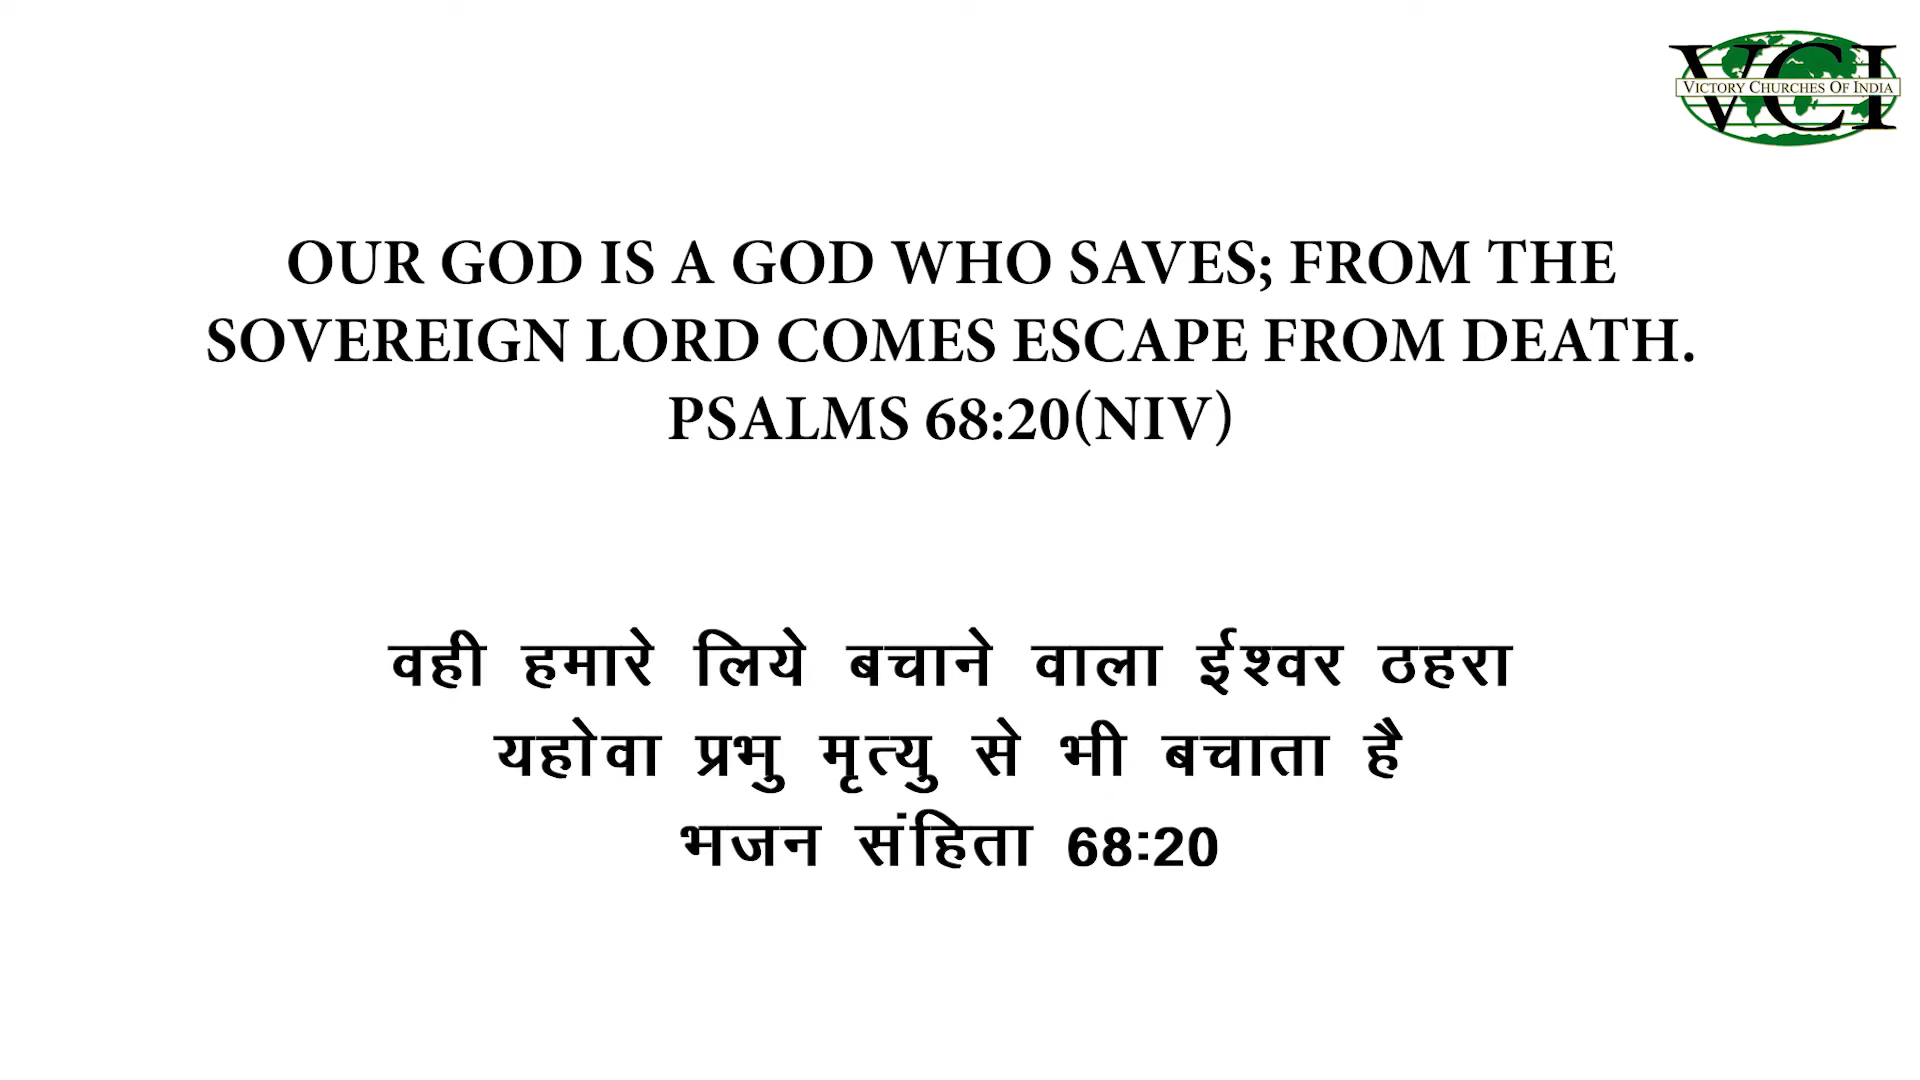 VCI
VICTORY CHURCHES OF INDIA
OUR GOD IS A GOD WHO SAVES; FROM THE
SOVEREIGN LORD COMES ESCAPE FROM DEATH.
PSALMS 68:20(NIV)
वही हमारे लिये बचाने वाला ईश्वर ठहरा
यहोवा प्रभु मृत्यु से भी बचाता है
भजन संहिता 68:20